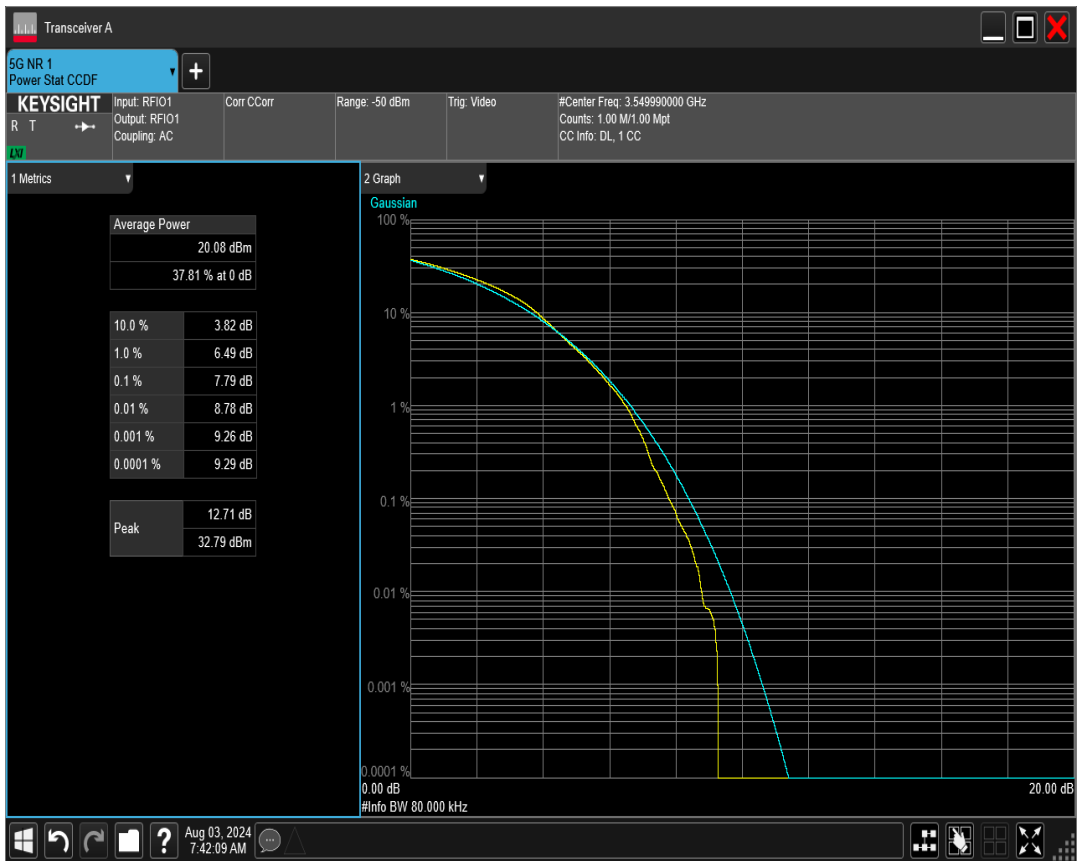 Transceiver A
5G NR 1
Power Stat CCDF
KEYSIGHT
R T
LXI
Input: RFIO1
Output: RFIO1
Coupling: AC
Corr CCorr
Range: -50 dBm
Trig: Video
#Center Freq: 3.549990000 GHz
Counts: 1.00 M/1.00 Mpt
CC Info: DL, 1 CC
1 Metrics
Average Power
20.08 dBm
37.81 % at 0 dB
10.0 % 3.82 dB
1.0 % 6.49 dB
0.1 % 7.79 dB
0.01 % 8.78 dB
0.001 % 9.26 dB
0.0001 % 9.29 dB
Peak
12.71 dB
32.79 dBm
2 Graph
Gaussian
100 %
10 %
1 %
0.1 %
0.01 %
0.001 %
0.0001 %
0.00 dB
20.00 dB
#Info BW 80.000 kHz
?
Aug 03, 2024
7:42:09 AM